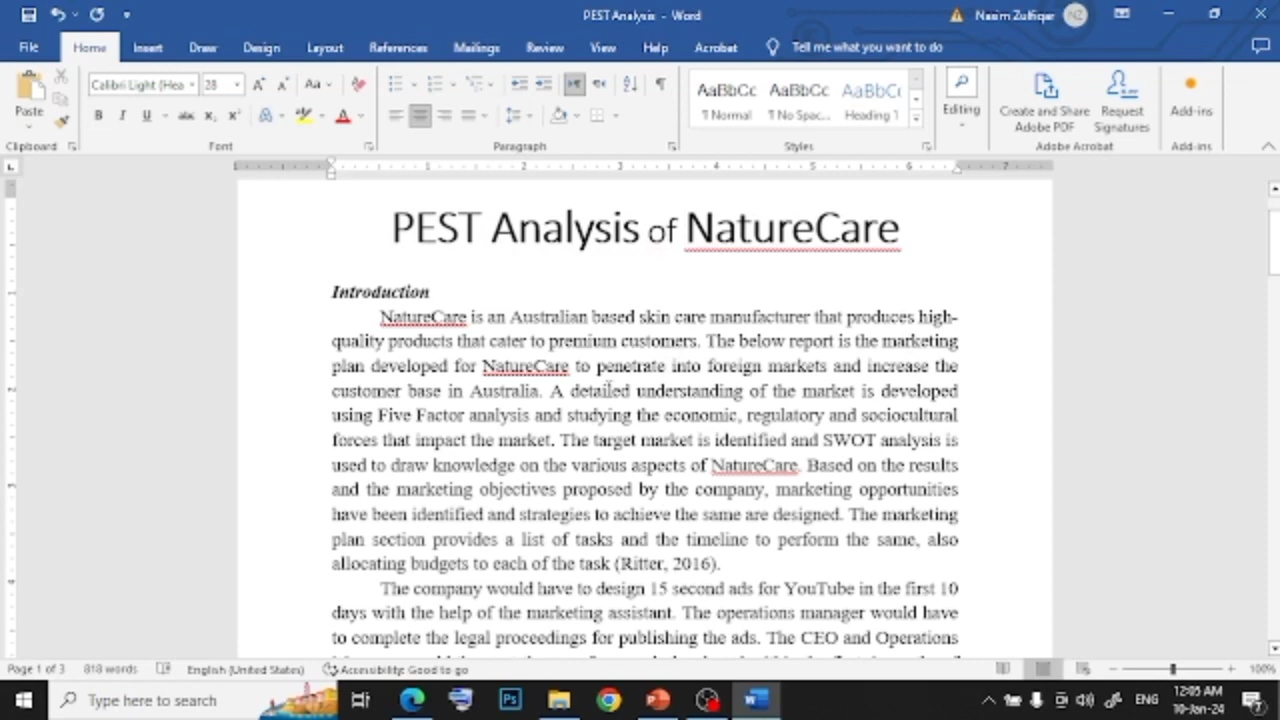 PEST Analysis - Word
Nasim Zulfiqar
NZ
File Home Insert Draw Design Layout References Mailings Review View Help Acrobat Tell me what you want to do
Calibri Light (Hea 28
Paste
Clipboard
Font
Paragraph
AaBbCc AaBbCc AaBbC
¶ Normal ¶ No Spac... Heading 1
Styles
Editing
Create and Share Adobe PDF
Request Signatures
Adobe Acrobat
Add-ins
Add-ins
PEST Analysis of NatureCare
Introduction
NatureCare is an Australian based skin care manufacturer that produces high-
quality products that cater to premium customers. The below report is the marketing
plan developed for NatureCare to penetrate into foreign markets and increase the
customer base in Australia. A detailed understanding of the market is developed
using Five Factor analysis and studying the economic, regulatory and sociocultural
forces that impact the market. The target market is identified and SWOT analysis is
used to draw knowledge on the various aspects of NatureCare. Based on the results
and the marketing objectives proposed by the company, marketing opportunities
have been identified and strategies to achieve the same are designed. The marketing
plan section provides a list of tasks and the timeline to perform the same, also
allocating budgets to each of the task (Ritter, 2016).
The company would have to design 15 second ads for YouTube in the first 10
days with the help of the marketing assistant. The operations manager would have
to complete the legal proceedings for publishing the ads. The CEO and Operations
Page 1 of 3 818 words English (United States) Accessibility: Good to go 100%
Type here to search
ENG
12:05 AM
10-Jan-24